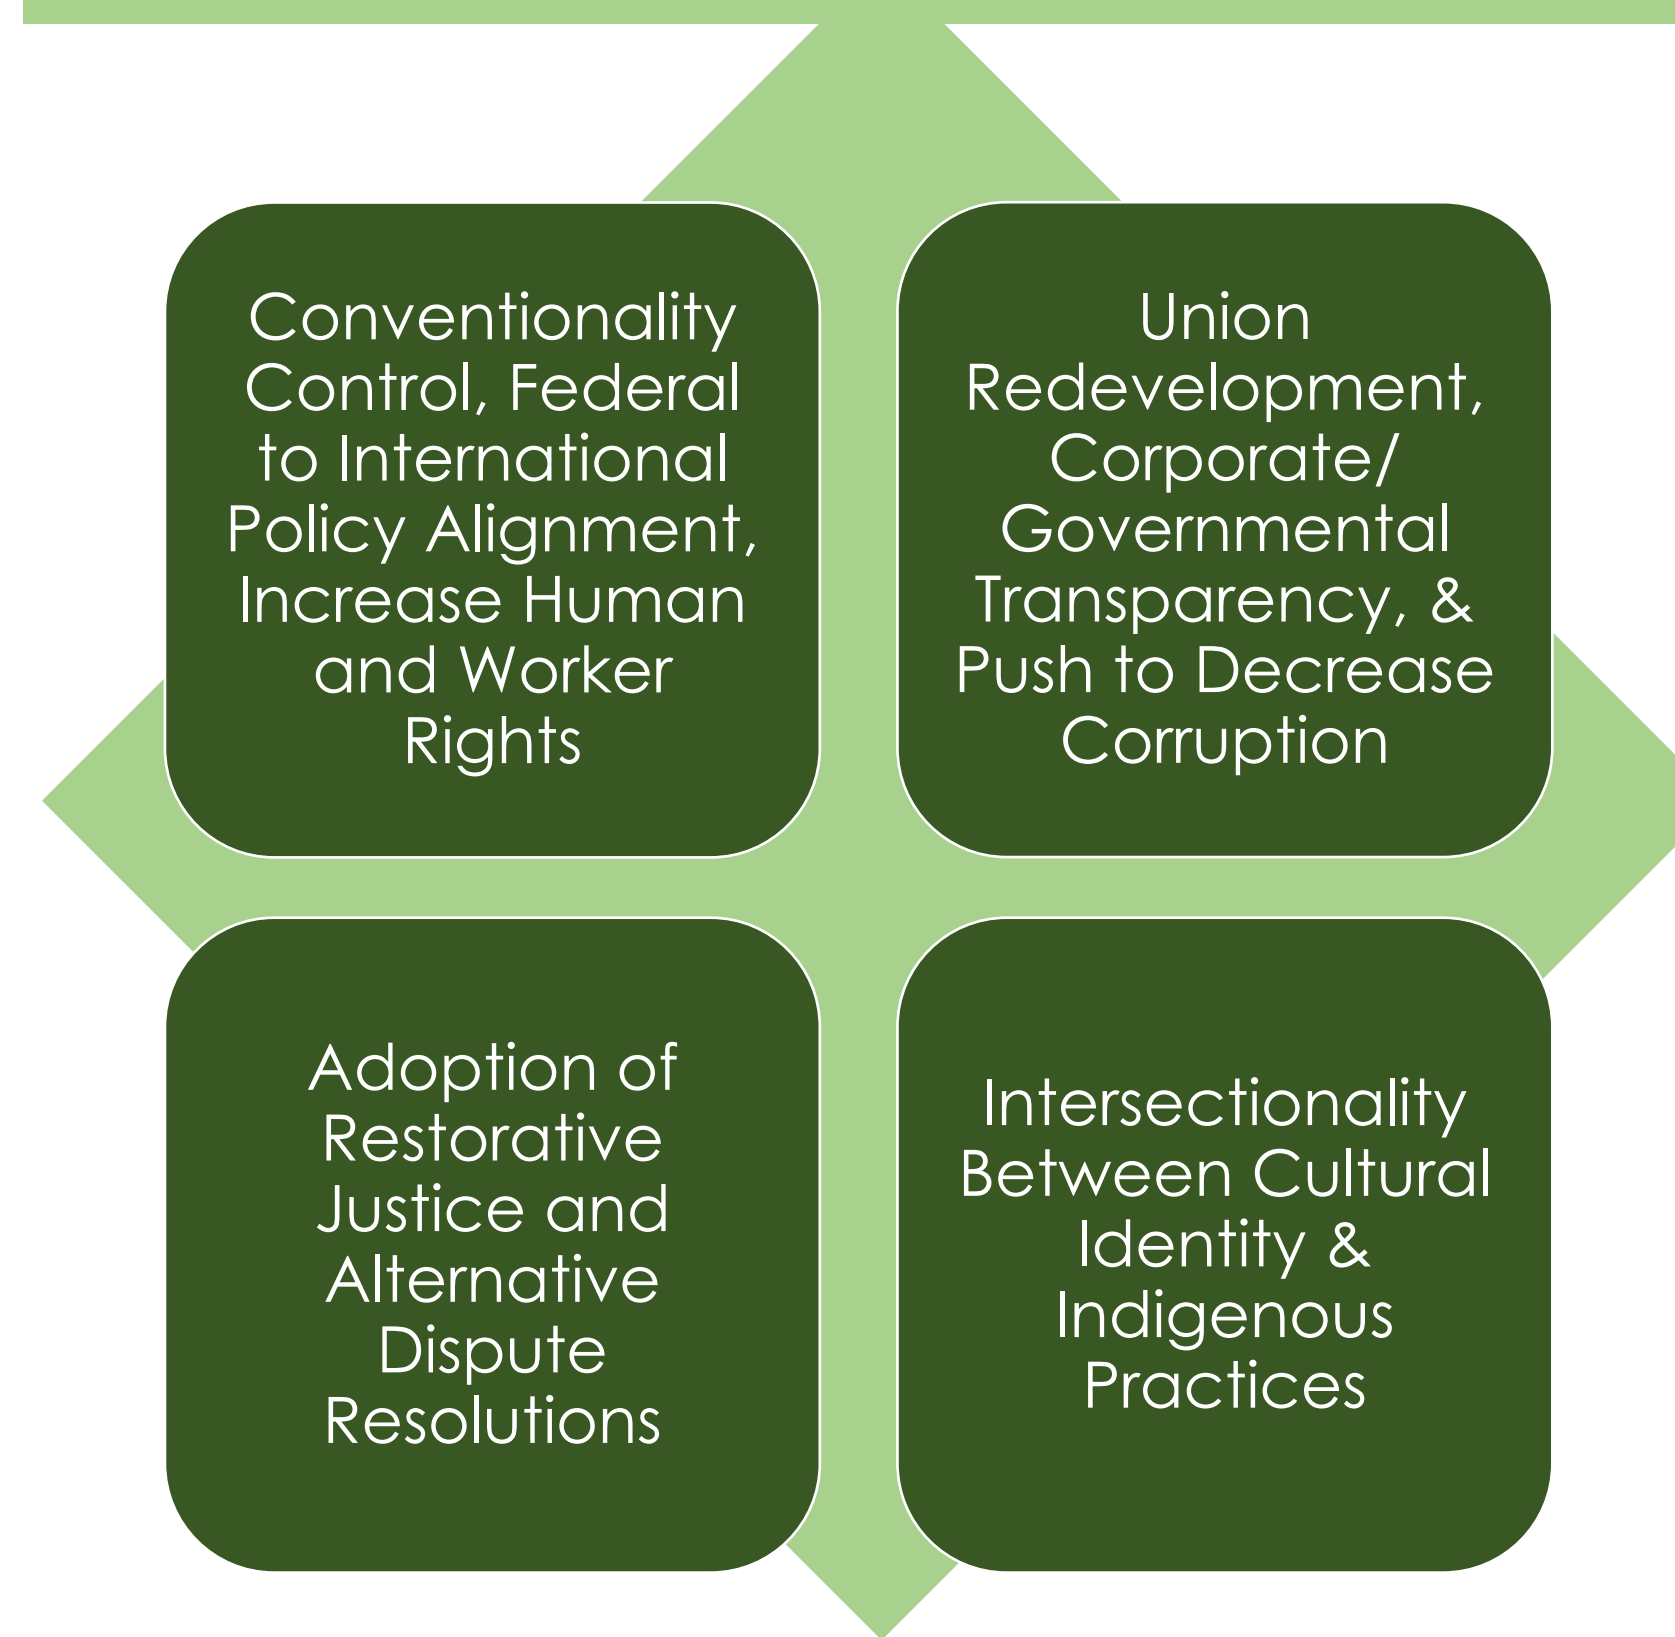 Conventionality
Control, Federal
to International
Policy Alignment,
Increase Human
and Worker
Rights
Union
Redevelopment,
Corporate/
Governmental
Transparency, &
Push to Decrease
Corruption
Adoption of
Restorative
Justice and
Alternative
Dispute
Resolutions
Intersectionality
Between Cultural
Identity &
Indigenous
Practices